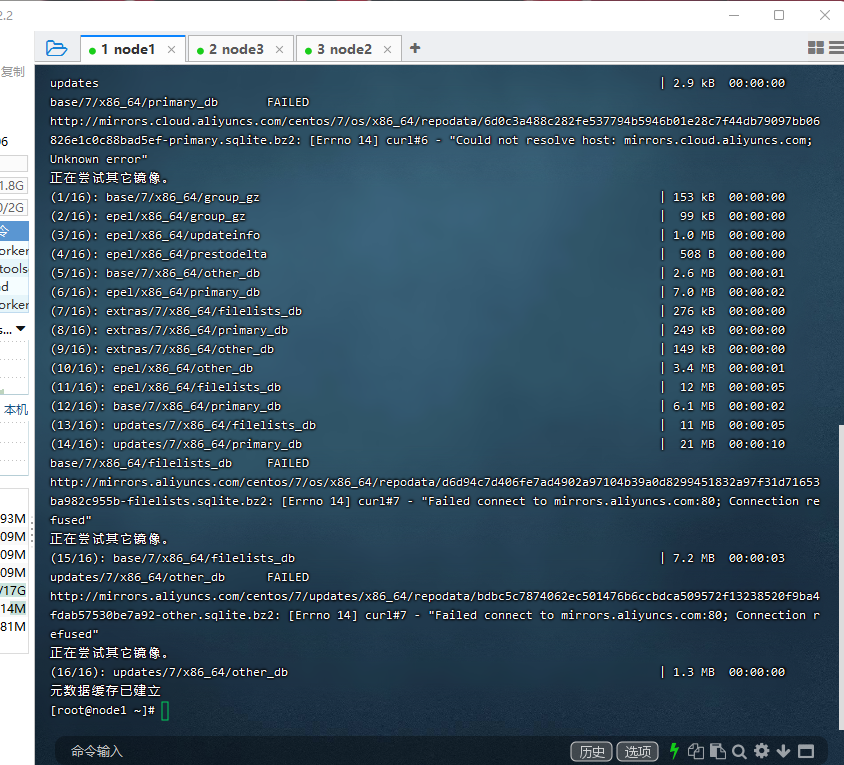 2.2
1 node1
2 node3
3 node2
复制
06
1.8G
0/2G
令
orker
tools
nd
orker
s...
本机
93M
09M
09M
09M
/17G
14M
81M
updates | 2.9 kB 00:00:00
base/7/x86_64/primary_db FAILED
http://mirrors.cloud.aliyuncs.com/centos/7/os/x86_64/repodata/6d0c3a488c282fe537794b5946b01e28c7f44db79097bb06
826e1c0c88bad5ef-primary.sqlite.bz2: [Errno 14] curl#6 - "Could not resolve host: mirrors.cloud.aliyuncs.com;
Unknown error"
正在尝试其它镜像。
(1/16): base/7/x86_64/group_gz | 153 kB 00:00:00
(2/16): epel/x86_64/group_gz | 99 kB 00:00:00
(3/16): epel/x86_64/updateinfo | 1.0 MB 00:00:00
(4/16): epel/x86_64/prestodelta | 508 B 00:00:00
(5/16): base/7/x86_64/other_db | 2.6 MB 00:00:01
(6/16): epel/x86_64/primary_db | 7.0 MB 00:00:02
(7/16): extras/7/x86_64/filelists_db | 276 kB 00:00:00
(8/16): extras/7/x86_64/primary_db | 249 kB 00:00:00
(9/16): extras/7/x86_64/other_db | 149 kB 00:00:00
(10/16): epel/x86_64/other_db | 3.4 MB 00:00:01
(11/16): epel/x86_64/filelists_db | 12 MB 00:00:05
(12/16): base/7/x86_64/primary_db | 6.1 MB 00:00:02
(13/16): updates/7/x86_64/filelists_db | 11 MB 00:00:05
(14/16): updates/7/x86_64/primary_db | 21 MB 00:00:10
base/7/x86_64/filelists_db FAILED
http://mirrors.aliyuncs.com/centos/7/os/x86_64/repodata/d6d94c7d406fe7ad4902a97104b39a0d8299451832a97f31d71653
ba982c955b-filelists.sqlite.bz2: [Errno 14] curl#7 - "Failed connect to mirrors.aliyuncs.com:80; Connection re
fused"
正在尝试其它镜像。
(15/16): base/7/x86_64/filelists_db | 7.2 MB 00:00:03
updates/7/x86_64/other_db FAILED
http://mirrors.aliyuncs.com/centos/7/updates/x86_64/repodata/bdbc5c7874062ec501476b6ccbdca509572f13238520f9ba4
fdab57530be7a92-other.sqlite.bz2: [Errno 14] curl#7 - "Failed connect to mirrors.aliyuncs.com:80; Connection r
efused"
正在尝试其它镜像。
(16/16): updates/7/x86_64/other_db | 1.3 MB 00:00:00
元数据缓存已建立
[root@node1 ~]#
命令输入
历史
选项